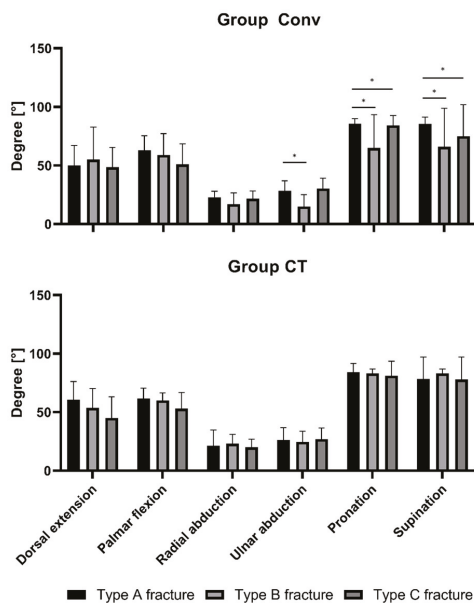 Group Conv
Degree [°]
150
100
50
0
*
*
*
*
*
Group CT
Degree [°]
150
100
50
0
Dorsal extension
Palmar flexion
Radial abduction
Ulnar abduction
Pronation
Supination
Type A fracture
Type B fracture
Type C fracture